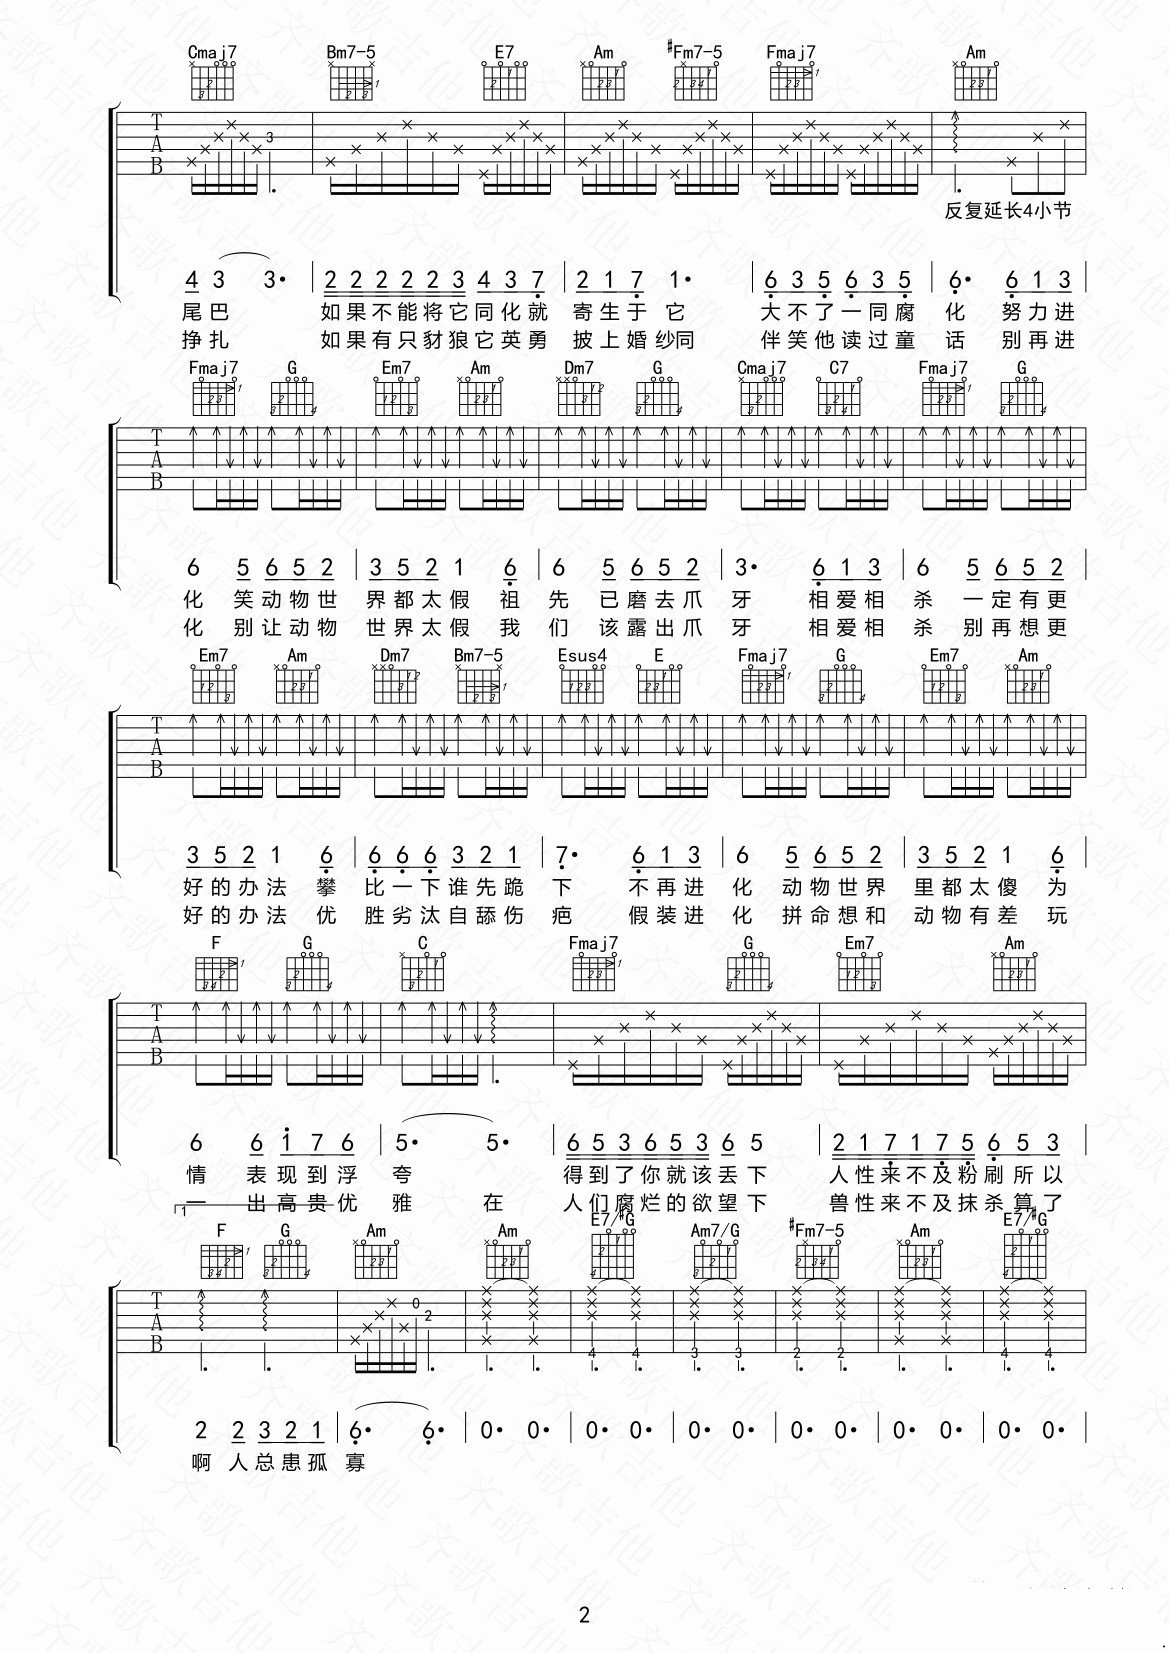 Cmaj7 Bm7-5 E7 Am #Fm7-5 Fmaj7 Am
T A B
3
反复延长4小节
4 3 3· 2 2 2 2 2 3 4 3 7 2 1 7 1· 6 3 5 6 3 5 6· 6 1 3
尾巴 如果不能将它同化就 寄生于它 大不了一同腐 化 努力进
挣扎 如果有只豺狼它英勇 披上婚纱同 伴笑他读过童 话 别再进
Fmaj7 G Em7 Am Dm7 G Cmaj7 C7 Fmaj7 G
T A B
6 5 6 5 2 3 5 2 1 6 6 5 6 5 2 3· 6 1 3 6 5 6 5 2
化 笑动物世 界都太假 祖 先 已磨去爪 牙 相爱相 杀 一定有更
化 别让动物 世界太假 我 们 该露出爪 牙 相爱相 杀 别再想更
Em7 Am Dm7 Bm7-5 Esus4 E Fmaj7 G Em7 Am
T A B
3 5 2 1 6 6 6 6 3 2 1 7· 6 1 3 6 5 6 5 2 3 5 2 1 6
好的办法 攀 比一下谁先跪 下 不再进 化 动物世界 里都太傻 为
好的办法 优 胜劣汰自舔伤 疤 假装进 化 拼命想和 动物有差 玩
F G C Fmaj7 G Em7 Am
T A B
6 6 1 7 6 5· 5· 6 5 3 6 5 3 6 5 2 1 7 1 7 5 6 5 3
情 表现到浮 夸 得到了你就该丢下 人性来不及粉刷所以
一 出高贵优 雅 在 人们腐烂的欲望下 兽性来不及抹杀算了
1
F G Am Am E7/#G Am7/G #Fm7-5 Am E7/#G
T A B
0 2 4 4 3 3 2 2 4 4
2 2 3 2 1 6· 6· 0· 0· 0· 0· 0· 0· 0· 0· 0· 0· 0· 0·
啊 人总患孤 寡
2